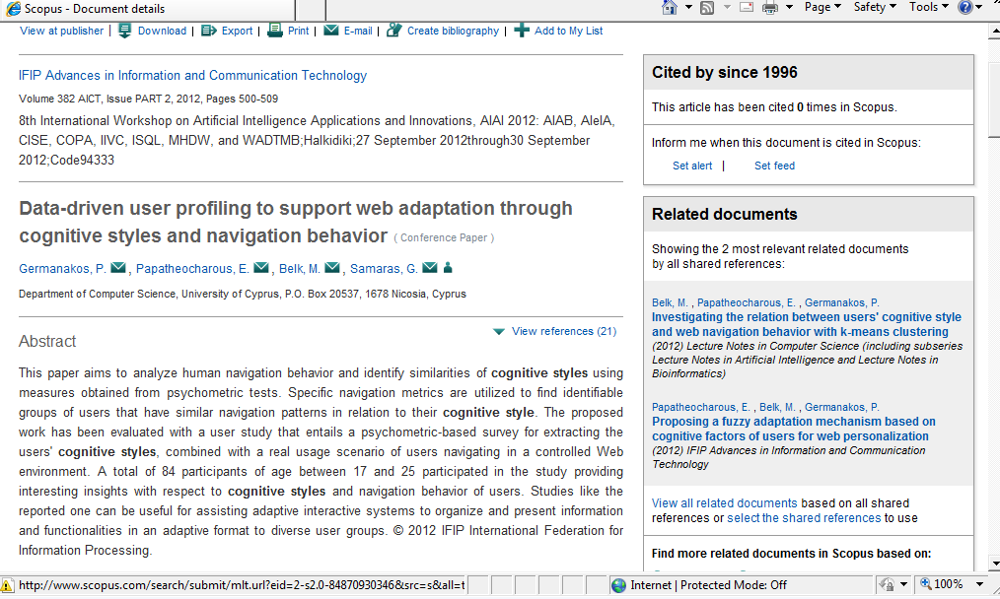 Scopus - Document details
Page Safety Tools
View at publisher | Download | Export | Print | E-mail | Create bibliography | Add to My List
IFIP Advances in Information and Communication Technology
Volume 382 AICT, Issue PART 2, 2012, Pages 500-509
8th International Workshop on Artificial Intelligence Applications and Innovations, AIAI 2012: AIAB, AIeIA,
CISE, COPA, IIVC, ISQL, MHDW, and WADTMB;Halkidiki;27 September 2012through30 September
2012;Code94333
Data-driven user profiling to support web adaptation through
cognitive styles and navigation behavior ( Conference Paper )
Germanakos, P. , Papatheocharous, E. , Belk, M. , Samaras, G.
Department of Computer Science, University of Cyprus, P.O. Box 20537, 1678 Nicosia, Cyprus
View references (21)
Abstract
This paper aims to analyze human navigation behavior and identify similarities of cognitive styles using
measures obtained from psychometric tests. Specific navigation metrics are utilized to find identifiable
groups of users that have similar navigation patterns in relation to their cognitive style. The proposed
work has been evaluated with a user study that entails a psychometric-based survey for extracting the
users' cognitive styles, combined with a real usage scenario of users navigating in a controlled Web
environment. A total of 84 participants of age between 17 and 25 participated in the study providing
interesting insights with respect to cognitive styles and navigation behavior of users. Studies like the
reported one can be useful for assisting adaptive interactive systems to organize and present information
and functionalities in an adaptive format to diverse user groups. © 2012 IFIP International Federation for
Information Processing.
Cited by since 1996
This article has been cited 0 times in Scopus.
Inform me when this document is cited in Scopus:
Set alert | Set feed
Related documents
Showing the 2 most relevant related documents
by all shared references:
Belk, M. , Papatheocharous, E. , Germanakos, P.
Investigating the relation between users' cognitive style
and web navigation behavior with k-means clustering
(2012) Lecture Notes in Computer Science (including subseries
Lecture Notes in Artificial Intelligence and Lecture Notes in
Bioinformatics)
Papatheocharous, E. , Belk, M. , Germanakos, P.
Proposing a fuzzy adaptation mechanism based on
cognitive factors of users for web personalization
(2012) IFIP Advances in Information and Communication
Technology
View all related documents based on all shared
references or select the shared references to use
Find more related documents in Scopus based on:
http://www.scopus.com/search/submit/mlt.url?eid=2-s2.0-84870930346&src=s&all=t
Internet | Protected Mode: Off
100%